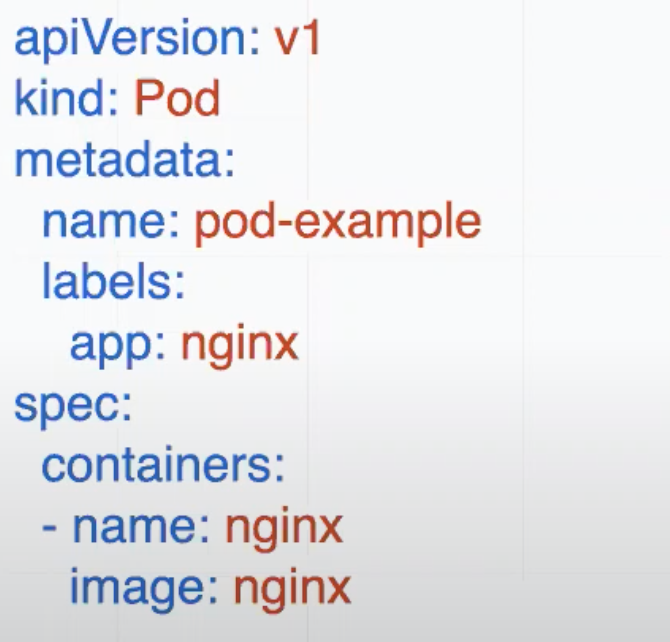 apiVersion: v1
kind: Pod
metadata:
  name: pod-example
  labels:
    app: nginx
spec:
  containers:
  - name: nginx
    image: nginx